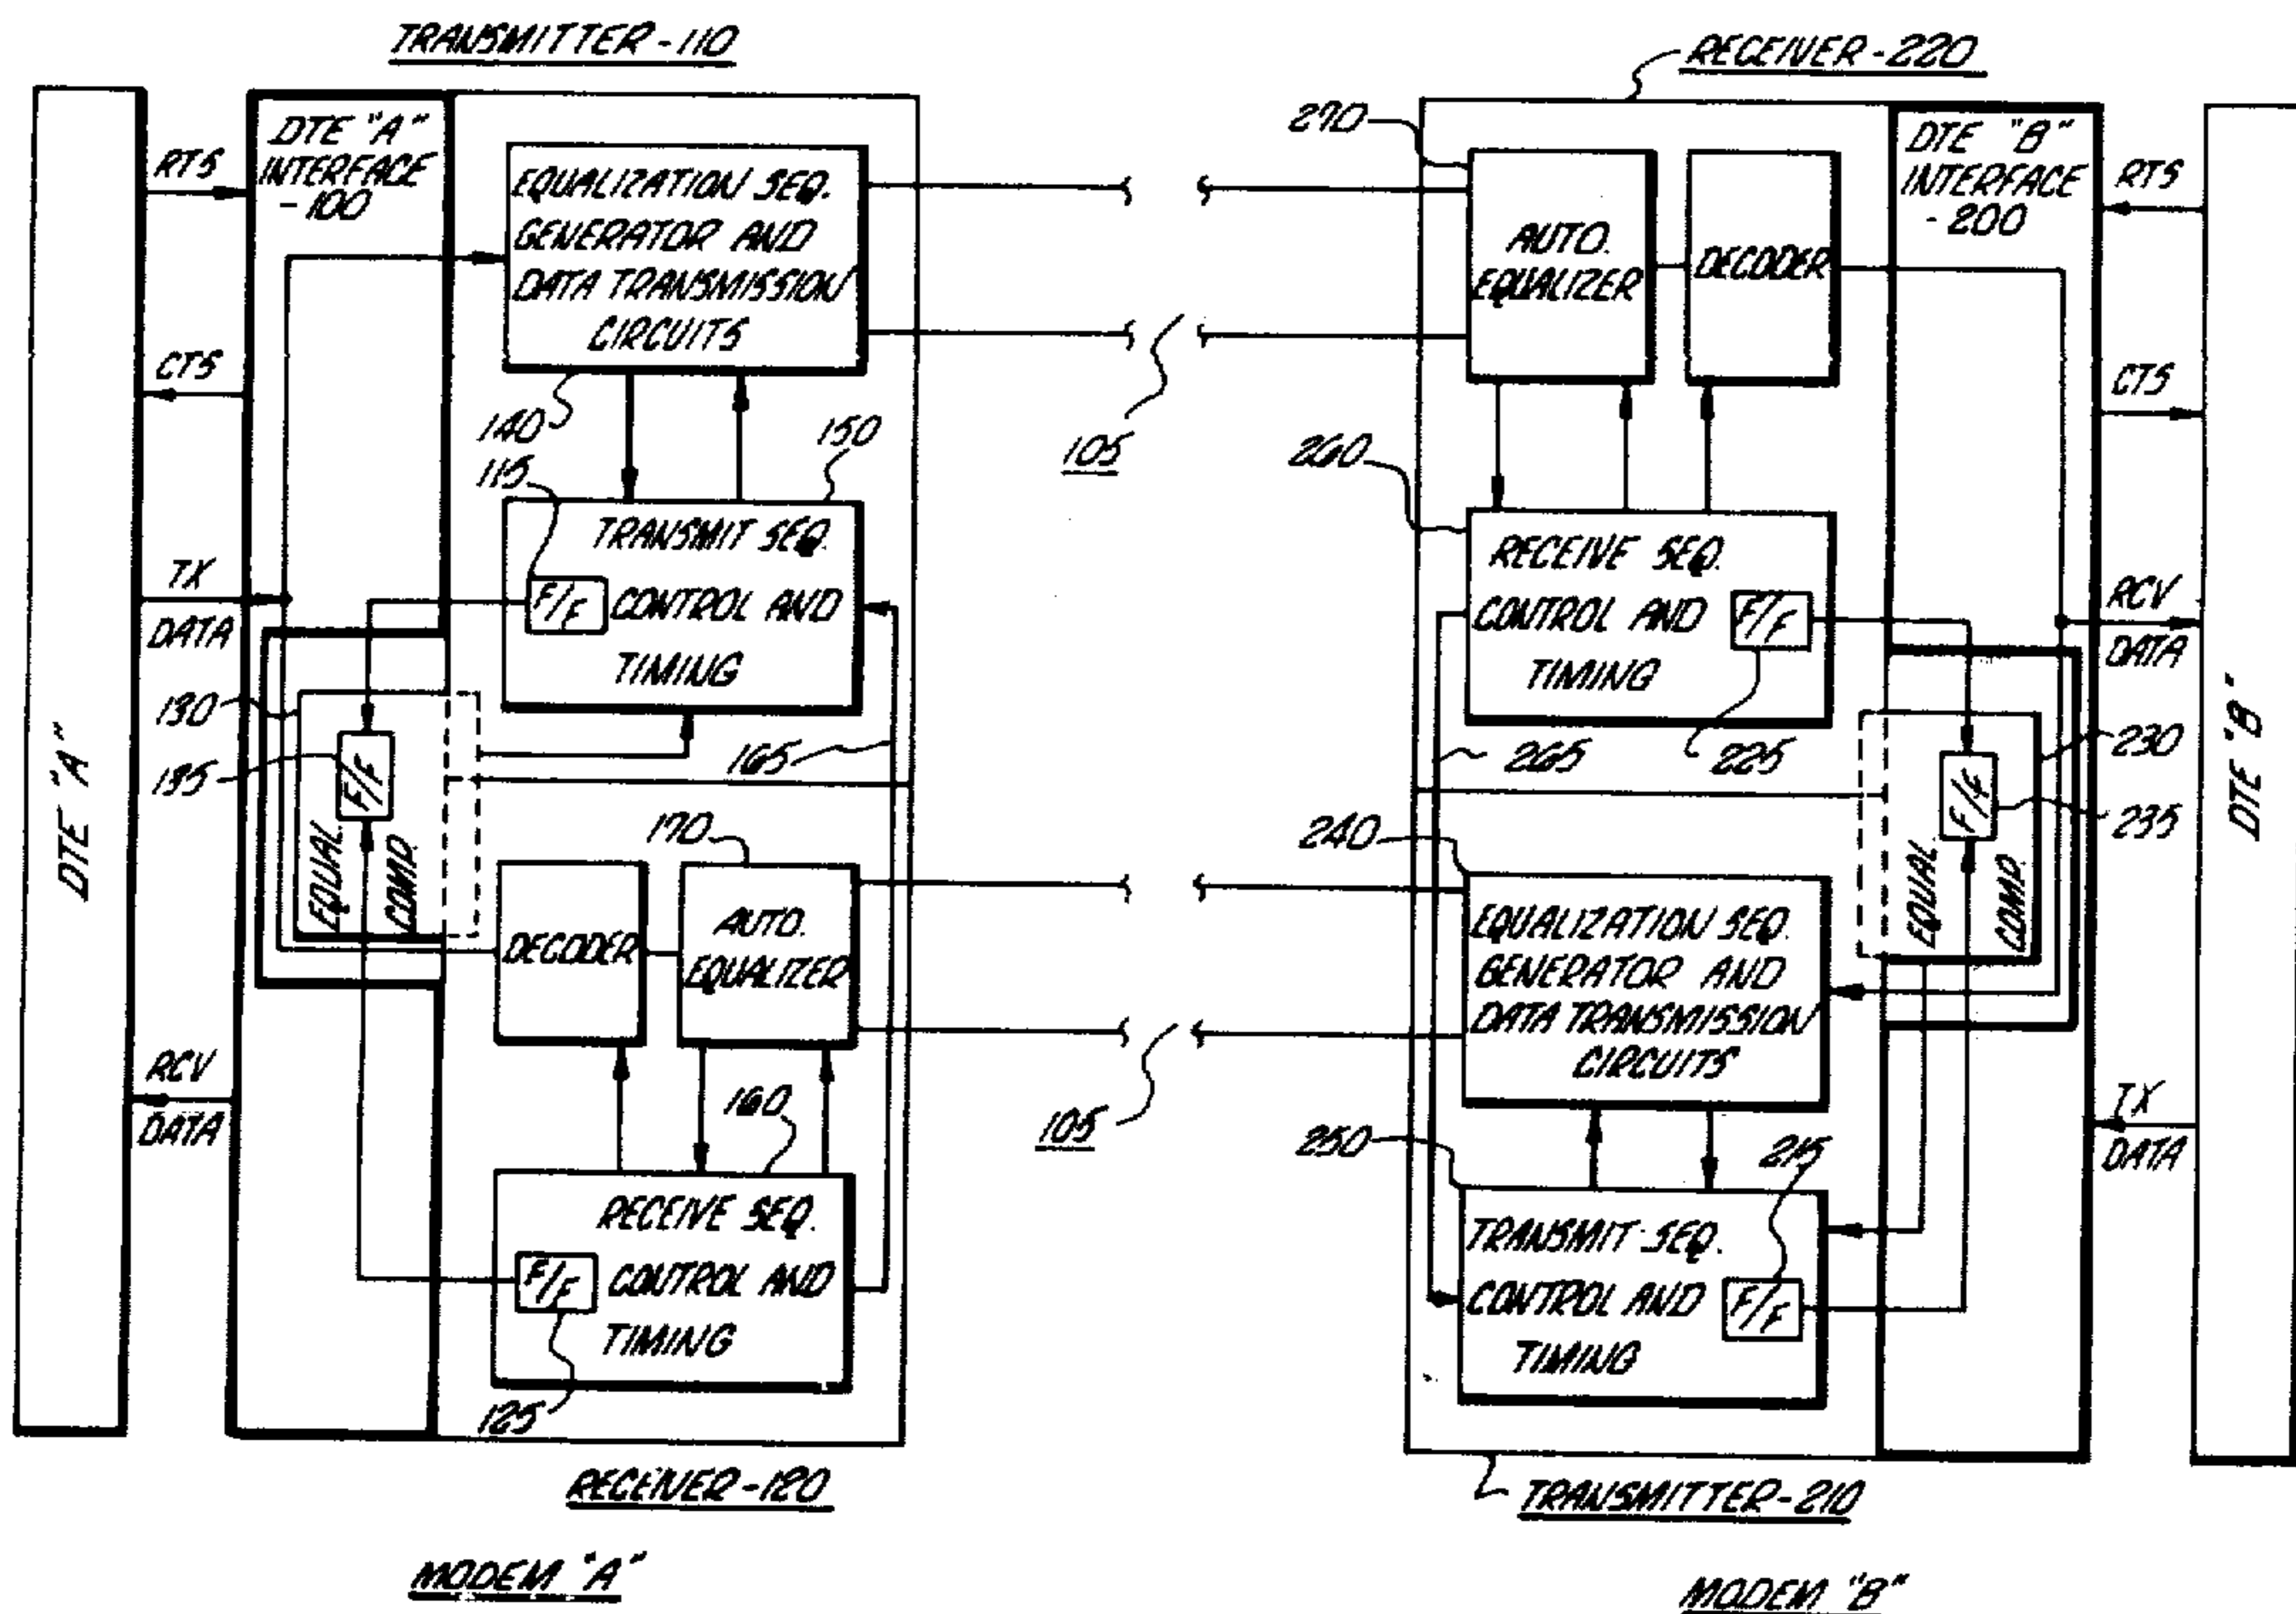 TRANSMITTER-110
RECEIVER-220
DTE "A"
INTERFACE
-100
RTS
CTS
TX
DATA
RCV
DATA
DTE "A"
EQUALIZATION SEQ.
GENERATOR AND
DATA TRANSMISSION
CIRCUITS
140
150
115
TRANSMIT SEQ.
F/F CONTROL AND
TIMING
130
135
F/F
EQUAL.
COMP.
165
170
DECODER
AUTO.
EQUALIZER
160
RECEIVE SEQ.
F/F CONTROL AND
TIMING
125
RECEIVER-120
MODEM "A"
105
105
270
AUTO.
EQUALIZER
DECODER
DTE "B"
INTERFACE
-200
RTS
CTS
RCV
DATA
TX
DATA
DTE "B"
260
RECEIVE SEQ.
CONTROL AND F/F
TIMING
265
225
230
235
F/F
EQUAL.
COMP.
240
EQUALIZATION SEQ.
GENERATOR AND
DATA TRANSMISSION
CIRCUITS
250
215
TRANSMIT SEQ.
CONTROL AND F/F
TIMING
TRANSMITTER-210
MODEM "B"